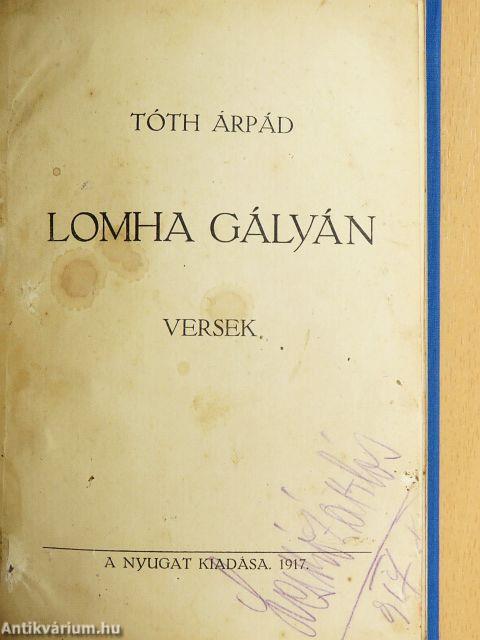 TÓTH ÁRPÁD
LOMHA GÁLYÁN
VERSEK
A NYUGAT KIADÁSA. 1917.
Antikvárium.hu